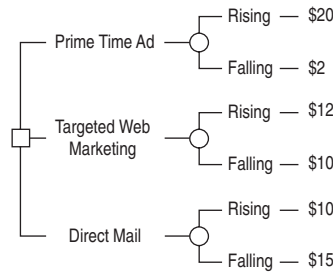 Rising $20
Prime Time Ad
Falling $2
Rising $12
Targeted Web
Marketing
Falling $10
Rising $10
Direct Mail
Falling $15